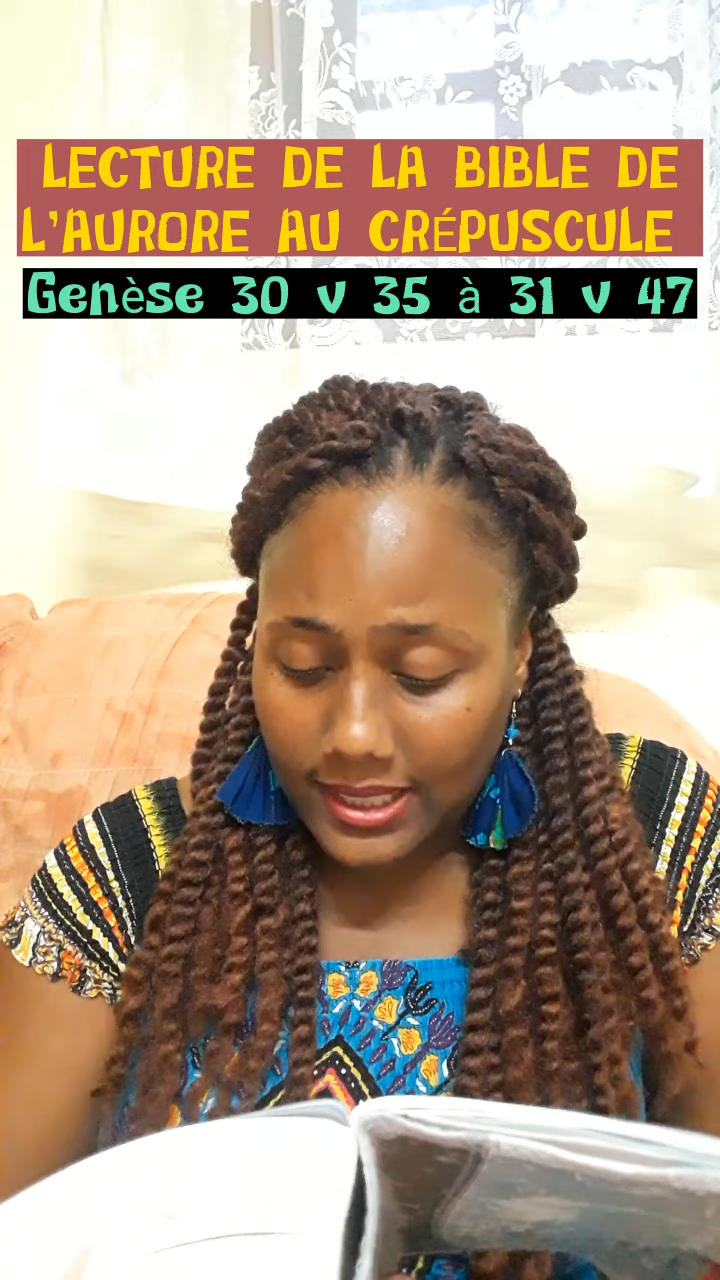 LECTURE DE LA BIBLE DE
L'AURORE AU CRÉPUSCULE
Genèse 30 v 35 à 31 v 47